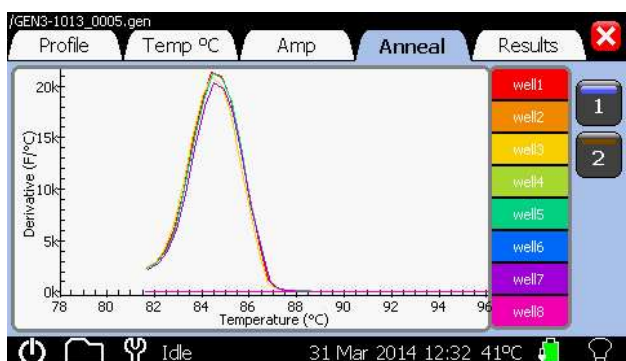 /GEN3-1013_0005.gen
Profile Temp ºC Amp Anneal Results
20k
15k
10k
5k
0k
Derivative (F/°C)
78 80 82 84 86 88 90 92 94 96
Temperature (°C)
well1
well2
well3
well4
well5
well6
well7
well8
1
2
Idle 31 Mar 2014 12:32 41ºC